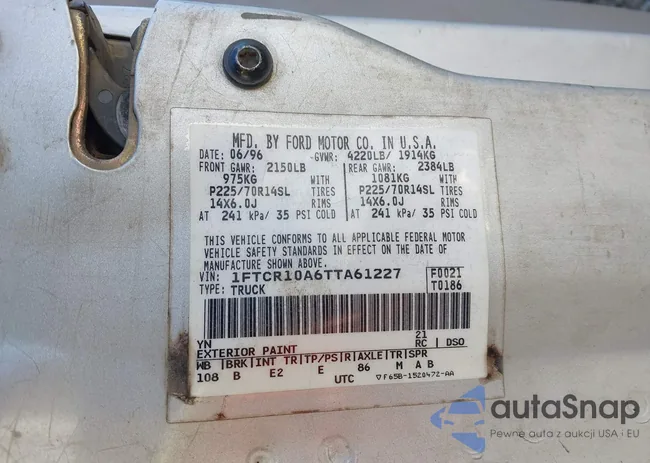 MFD. BY FORD MOTOR CO. IN U.S.A.
DATE: 06/96 GVWR: 4220LB/ 1914KG
FRONT GAWR: 2150LB REAR GAWR: 2384LB
975KG WITH 1081KG WITH
P225/70R14SL TIRES P225/70R14SL TIRES
14X6.0J RIMS 14X6.0J RIMS
AT 241 kPa/ 35 PSI COLD AT 241 kPa/ 35 PSI COLD
THIS VEHICLE CONFORMS TO ALL APPLICABLE FEDERAL MOTOR
VEHICLE SAFETY STANDARDS IN EFFECT ON THE DATE OF
MANUFACTURE SHOWN ABOVE.
VIN: 1FTCR10A6TTA61227 F0021
TYPE: TRUCK T0186
YN 21
EXTERIOR PAINT RC DSO
WB BRK INT TR TP/PS R AXLE TR SPR
108 B E2 E 86 M A B
UTC ▽F65B-1520472-AA
autaSnap
Pewne auta z aukcji USA i EU